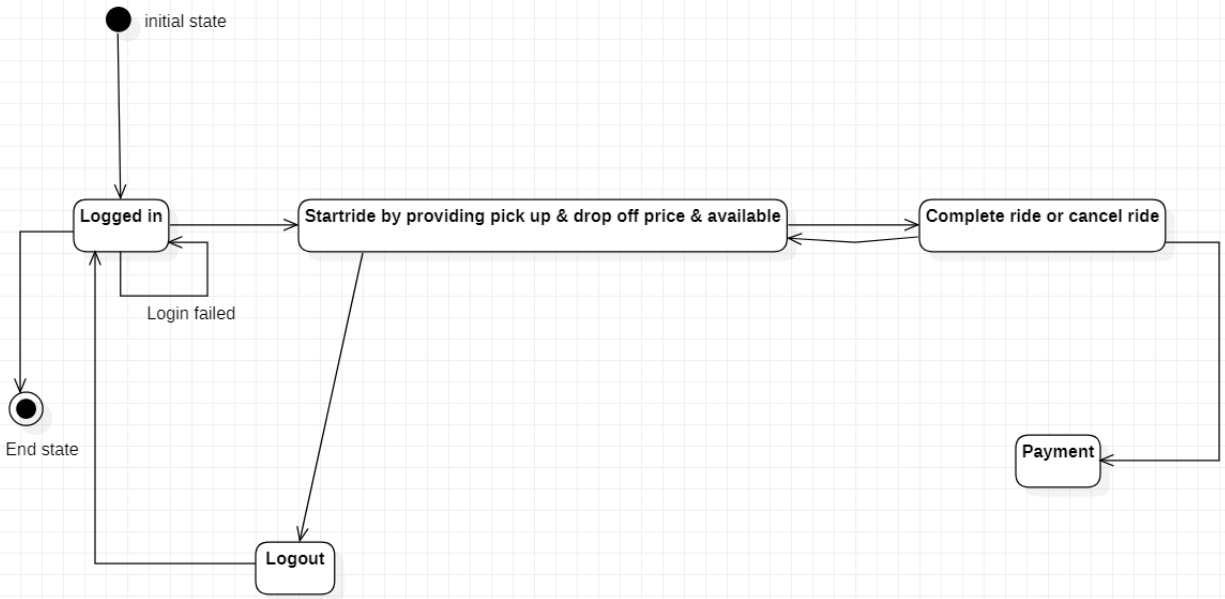 initial state
Logged in
Startride by providing pick up & drop off price & available
Complete ride or cancel ride
Login failed
End state
Payment
Logout